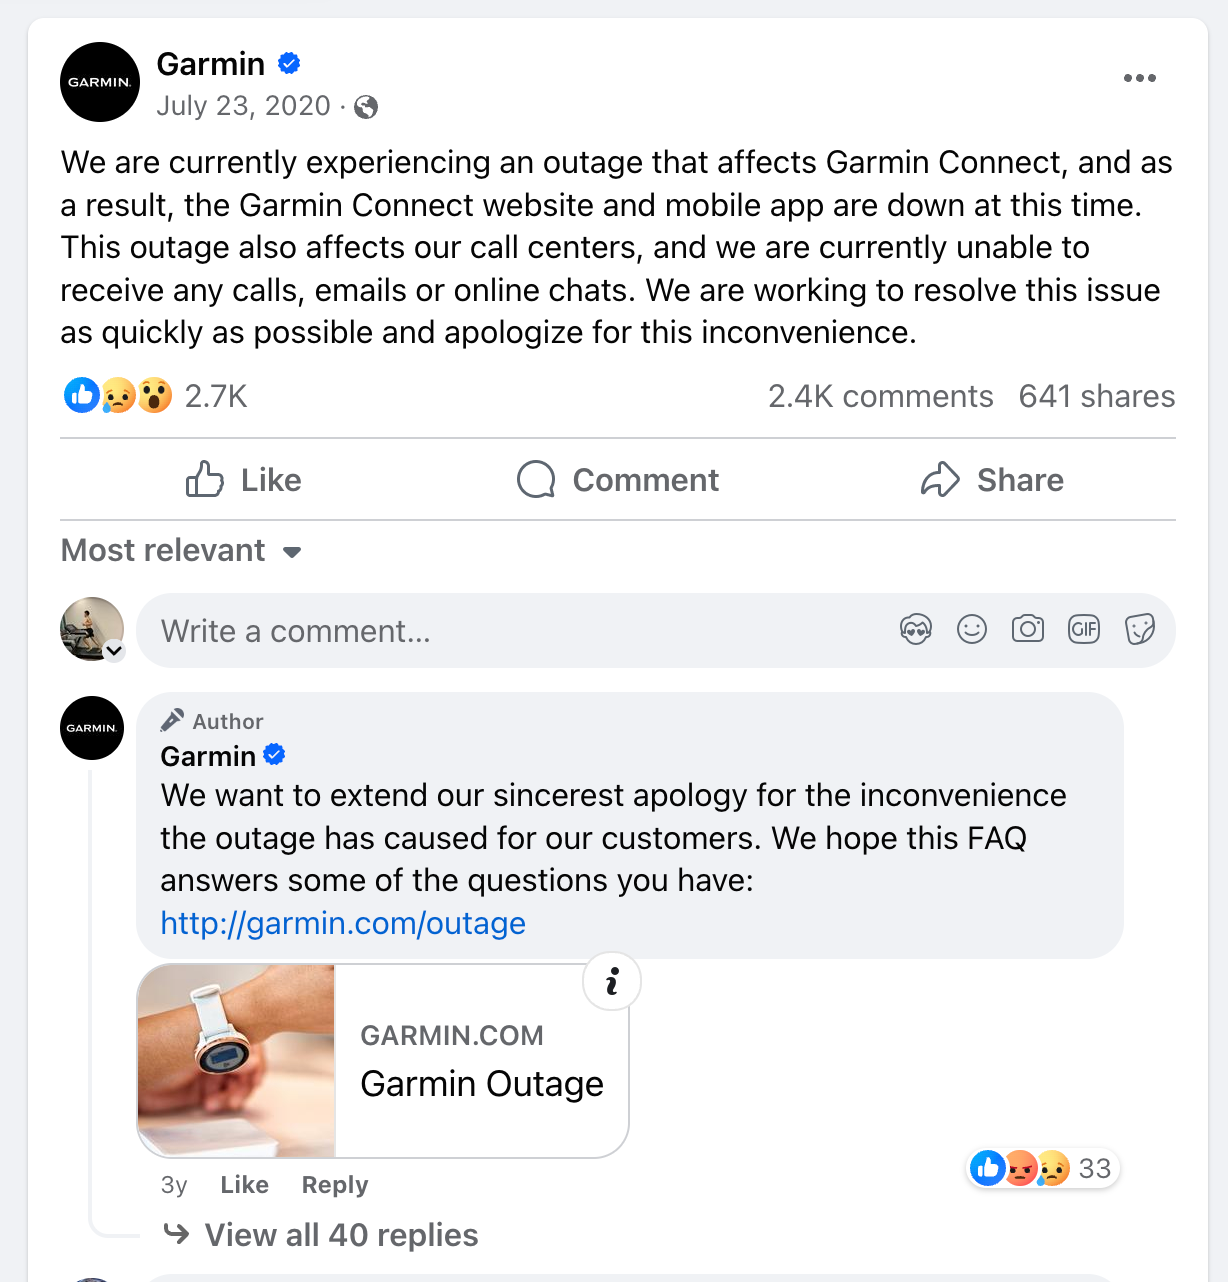 GARMIN.
Garmin
July 23, 2020 ·
We are currently experiencing an outage that affects Garmin Connect, and as
a result, the Garmin Connect website and mobile app are down at this time.
This outage also affects our call centers, and we are currently unable to
receive any calls, emails or online chats. We are working to resolve this issue
as quickly as possible and apologize for this inconvenience.
2.7K 2.4K comments 641 shares
Like Comment Share
Most relevant
Write a comment... GIF
GARMIN.
Author
Garmin
We want to extend our sincerest apology for the inconvenience
the outage has caused for our customers. We hope this FAQ
answers some of the questions you have:
http://garmin.com/outage
i
GARMIN.COM
Garmin Outage
33
3y Like Reply
View all 40 replies